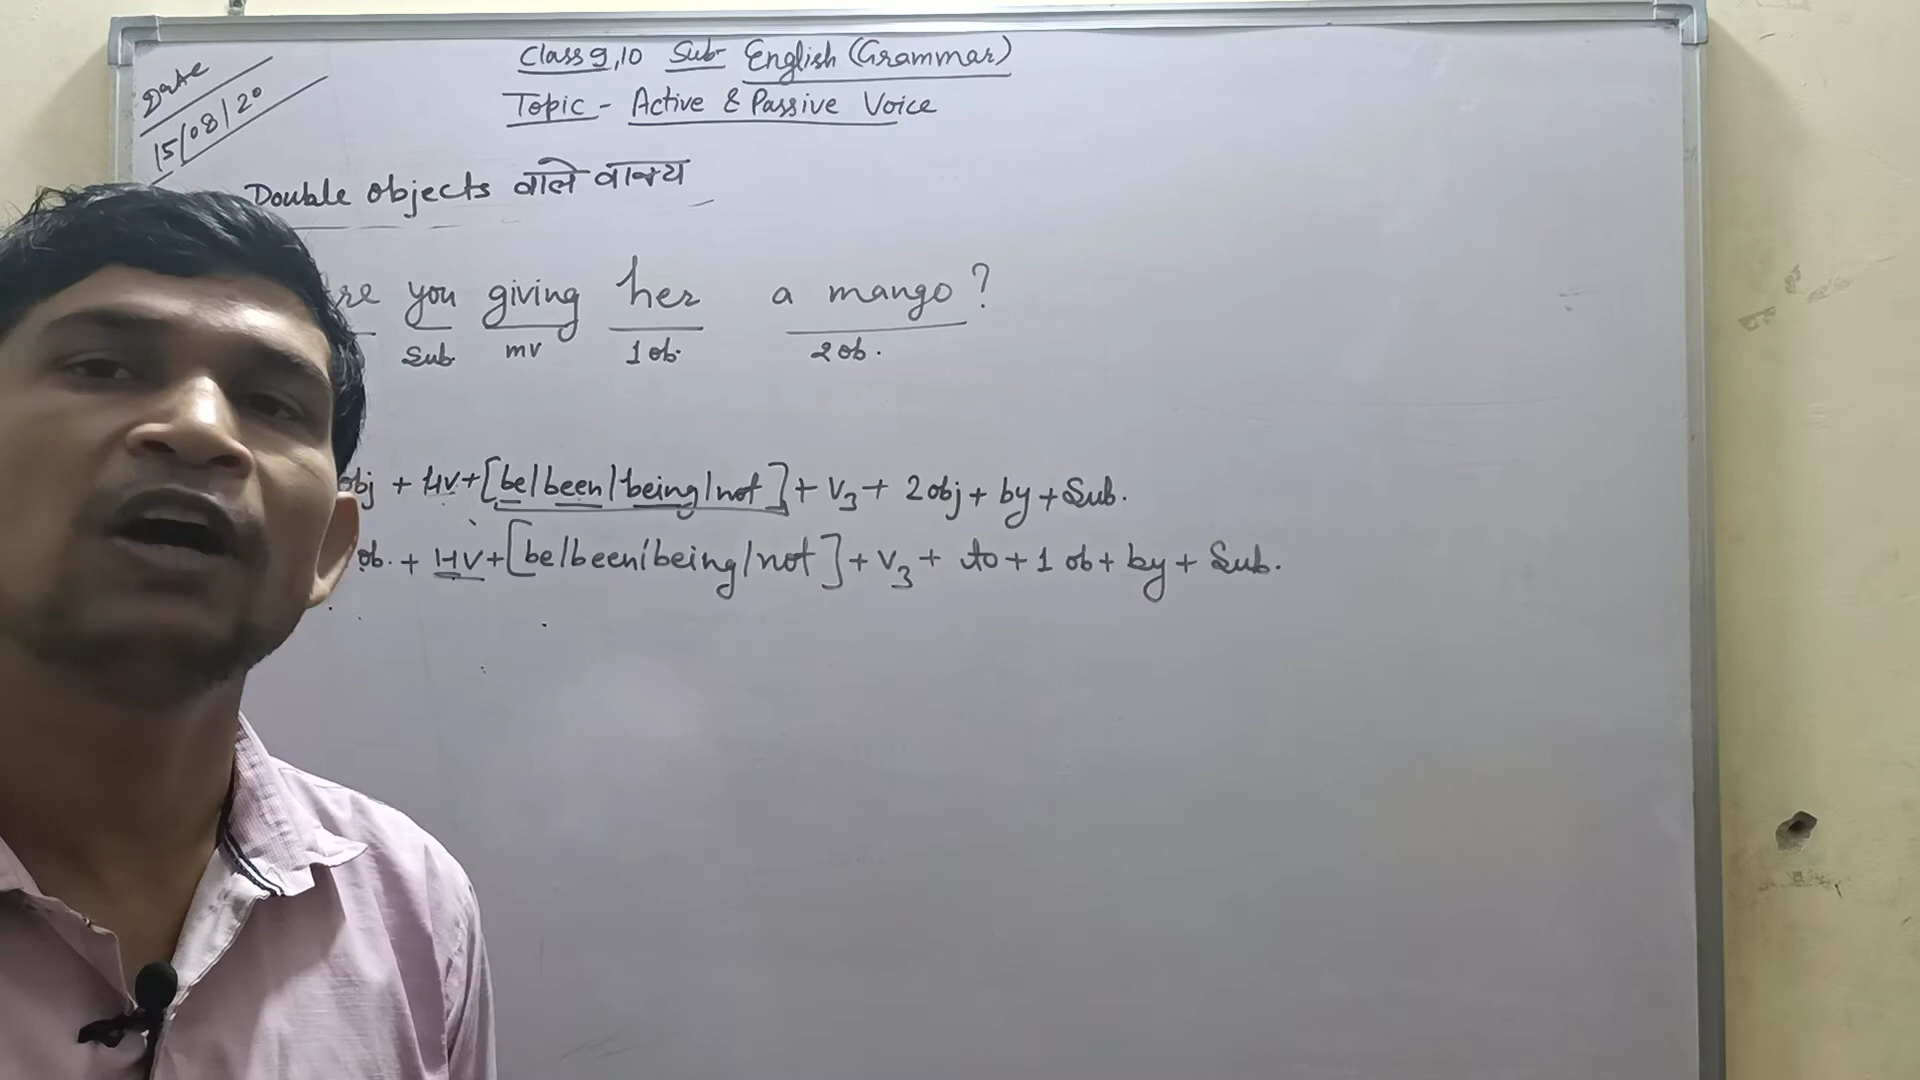 Date
15/08/20
Class 9,10 Sub- English (Grammar)
Topic - Active & Passive Voice
Double objects वाले वाक्य
you giving her a mango?
Sub. mv 1 ob. 2 ob.
obj + HV + [be/been/being/not] + V3 + 2 obj + by + Sub.
ob. + HV + [be/been/being/not] + V3 + to + 1 ob + by + Sub.